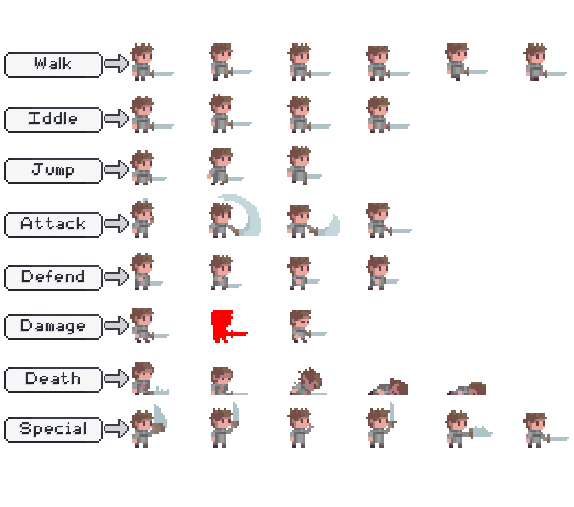 Walk
Iddle
Jump
Attack
Defend
Damage
Death
Special